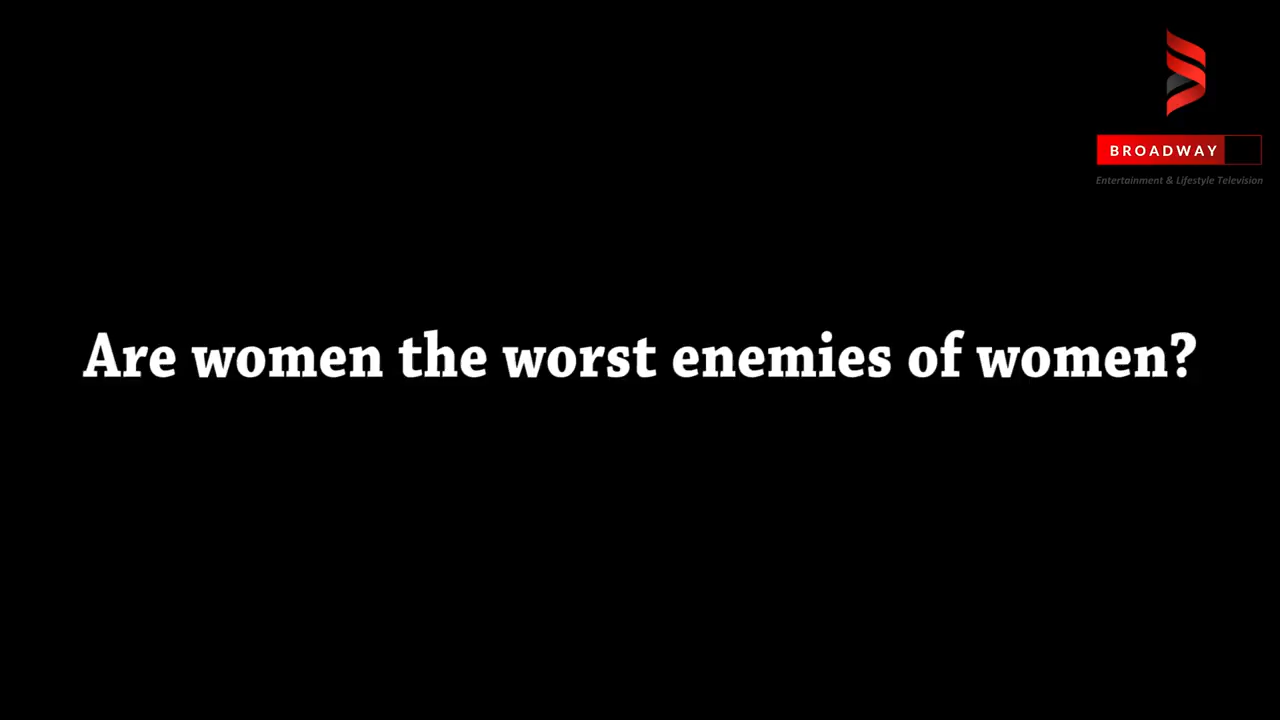 BROADWAY
Entertainment & Lifestyle Television
Are women the worst enemies of women?